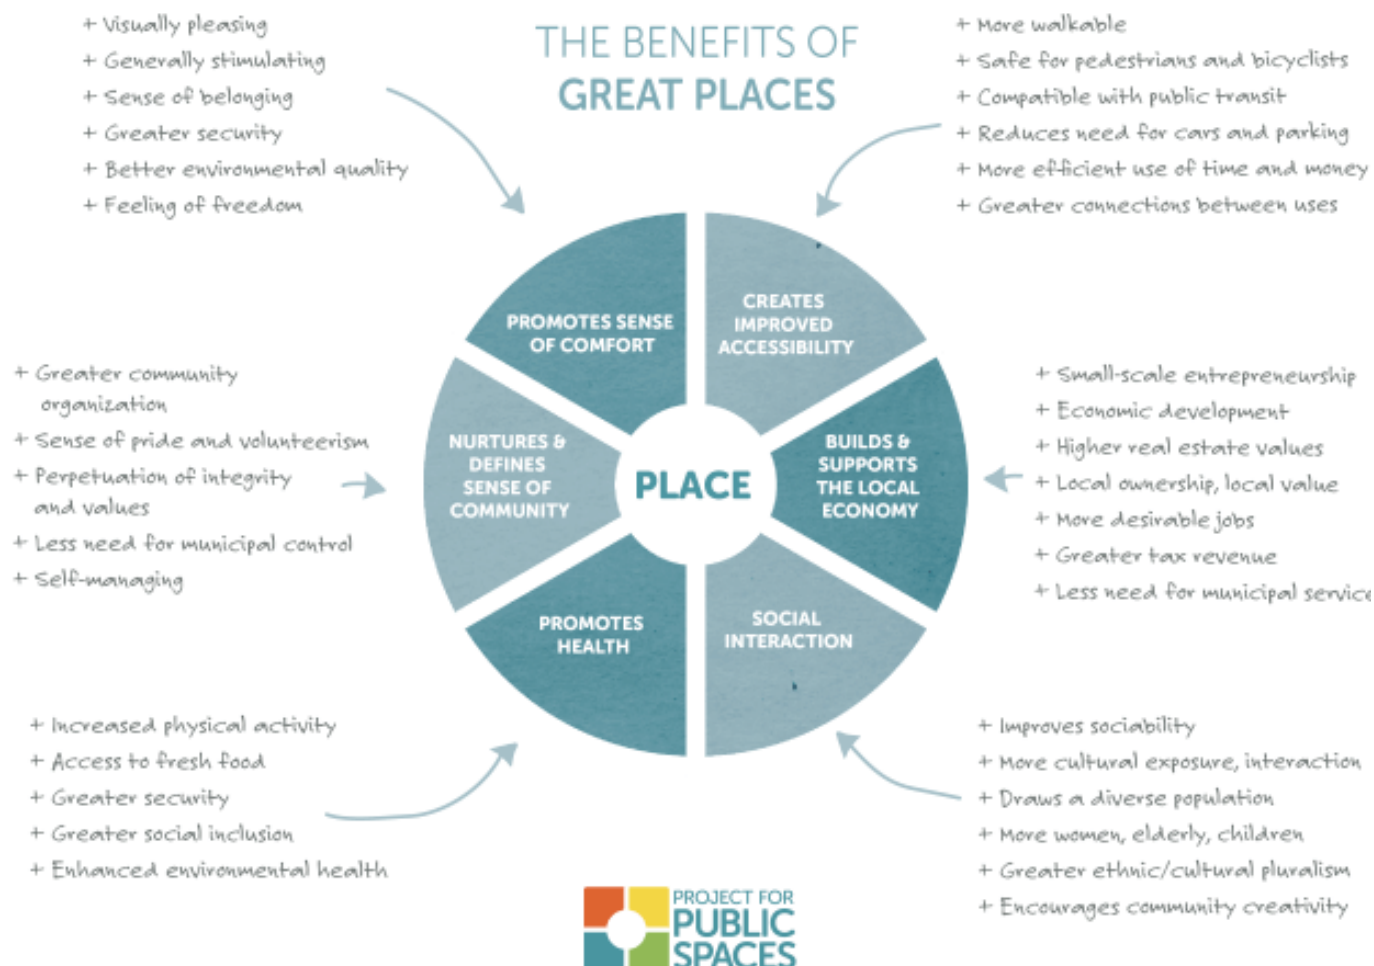 THE BENEFITS OF
GREAT PLACES
+ Visually pleasing
+ Generally stimulating
+ Sense of belonging
+ Greater security
+ Better environmental quality
+ Feeling of freedom
+ More walkable
+ Safe for pedestrians and bicyclists
+ Compatible with public transit
+ Reduces need for cars and parking
+ More efficient use of time and money
+ Greater connections between uses
PROMOTES SENSE
OF COMFORT
CREATES
IMPROVED
ACCESSIBILITY
+ Greater community
organization
+ Sense of pride and volunteerism
+ Perpetuation of integrity
and values
+ Less need for municipal control
+ Self-managing
NURTURES &
DEFINES
SENSE OF
COMMUNITY
PLACE
BUILDS &
SUPPORTS
THE LOCAL
ECONOMY
+ Small-scale entrepreneurship
+ Economic development
+ Higher real estate values
+ Local ownership, local value
+ More desirable jobs
+ Greater tax revenue
+ Less need for municipal service
PROMOTES
HEALTH
SOCIAL
INTERACTION
+ Increased physical activity
+ Access to fresh food
+ Greater security
+ Greater social inclusion
+ Enhanced environmental health
+ Improves sociability
+ More cultural exposure, interaction
+ Draws a diverse population
+ More women, elderly, children
+ Greater ethnic/cultural pluralism
+ Encourages community creativity
PROJECT FOR
PUBLIC
SPACES